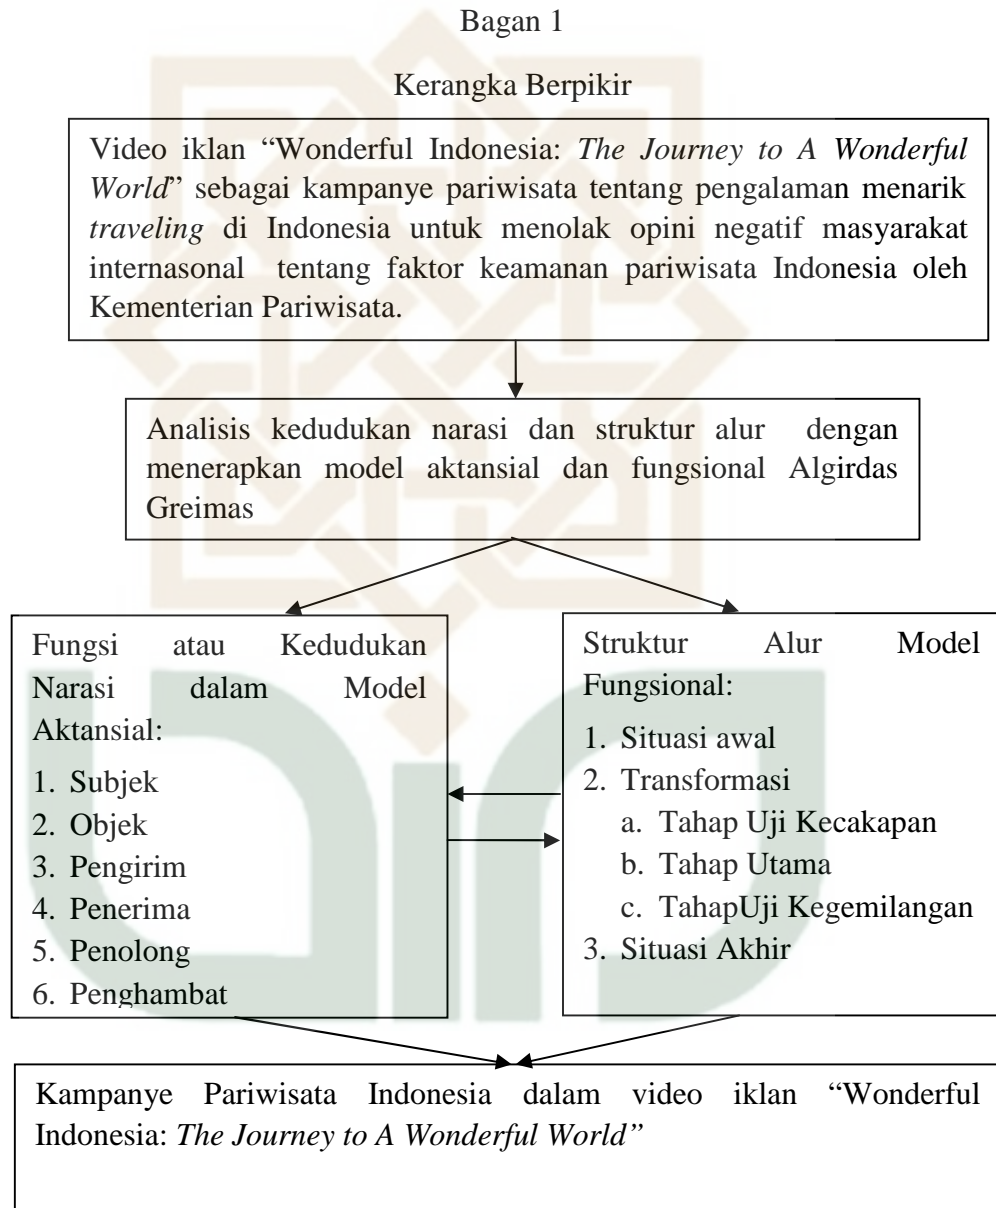 Bagan 1
Kerangka Berpikir
Video iklan “Wonderful Indonesia: The Journey to A Wonderful
World” sebagai kampanye pariwisata tentang pengalaman menarik
traveling di Indonesia untuk menolak opini negatif masyarakat
internasonal tentang faktor keamanan pariwisata Indonesia oleh
Kementerian Pariwisata.
Analisis kedudukan narasi dan struktur alur dengan
menerapkan model aktansial dan fungsional Algirdas
Greimas
Fungsi atau Kedudukan
Narasi dalam Model
Aktansial:
1. Subjek
2. Objek
3. Pengirim
4. Penerima
5. Penolong
6. Penghambat
Struktur Alur Model
Fungsional:
1. Situasi awal
2. Transformasi
a. Tahap Uji Kecakapan
b. Tahap Utama
c. TahapUji Kegemilangan
3. Situasi Akhir
Kampanye Pariwisata Indonesia dalam video iklan “Wonderful
Indonesia: The Journey to A Wonderful World”